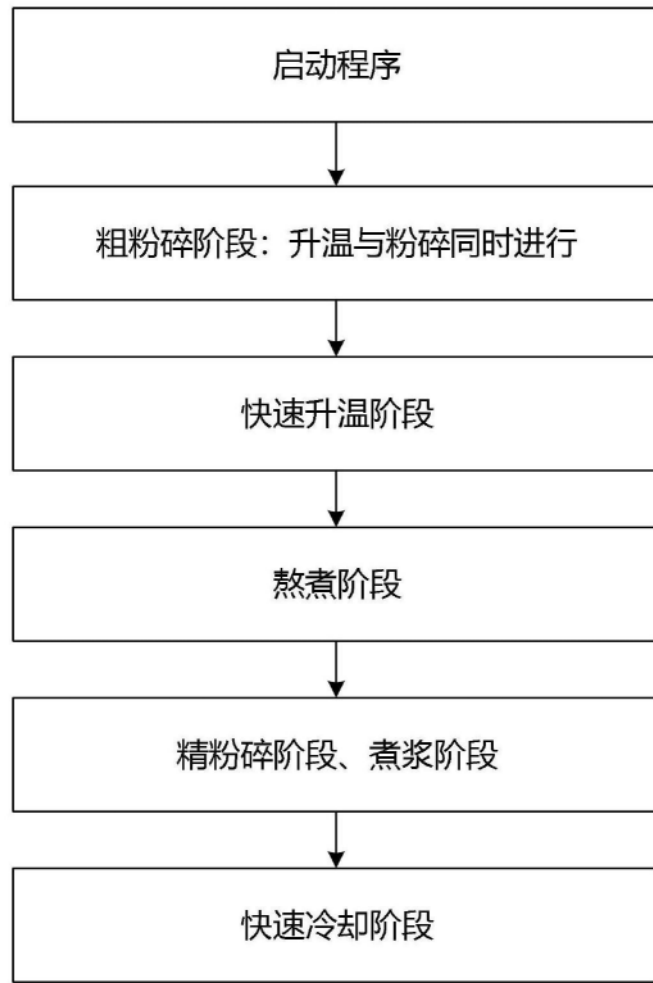 启动程序
粗粉碎阶段：升温与粉碎同时进行
快速升温阶段
熬煮阶段
精粉碎阶段、煮浆阶段
快速冷却阶段